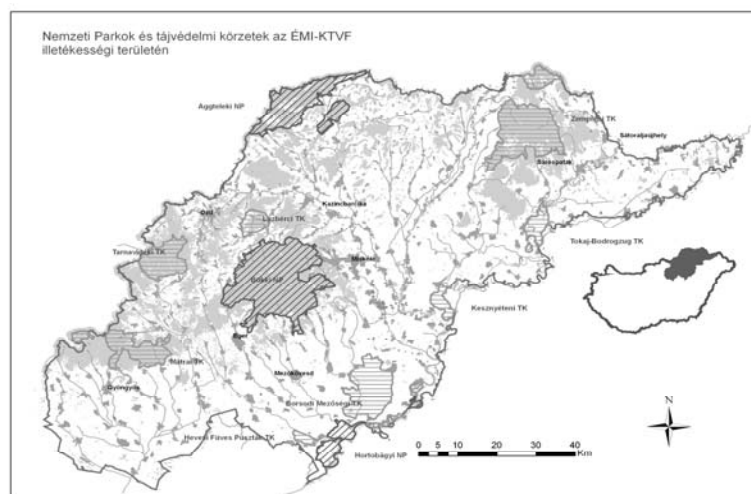 Nemzeti Parkok és tájvédelmi körzetek az ÉMI-KTVF
illetékességi területén
Aggteleki NP
Zempléni TK
Sátoraljaújhely
Sárospatak
Kazincbarcika
Ózd
Lázbérci TK
Tarnavidéki TK
Tokaj-Bodrogzug TK
Miskolc
Bükki NP
Kesznyéteni TK
Eger
Mátrai TK
Mezőkövesd
Gyöngyös
Borsodi Mezőség TK
Hevesi Füves Puszták TK
Hortobágyi NP
N
0 5 10 20 30 40
Km